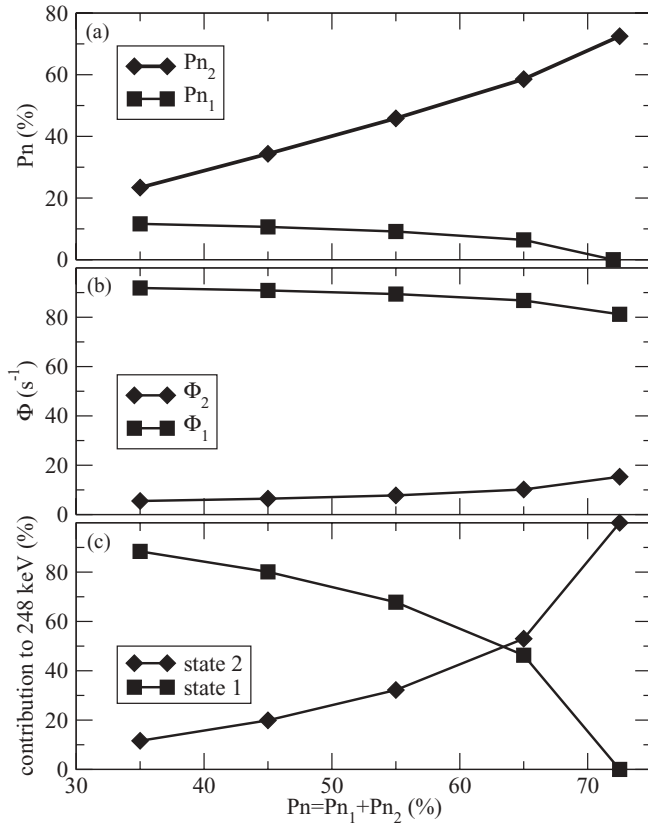 80
(a)
60
Pn₂
Pn₁
Pn (%)
40
20
0
(b)
80
60
Φ₂
Φ₁
Φ (s⁻¹)
40
20
0
(c)
80
60
contribution to 248 keV (%)
state 2
state 1
40
20
0
30 40 50 60 70
Pn=Pn₁+Pn₂ (%)